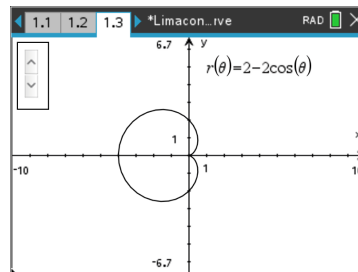 1.1 1.2 1.3 *Limacon...rve RAD
6.7 y
r(θ)=2−2cos(θ)
1
x
-10 1 10
-6.7